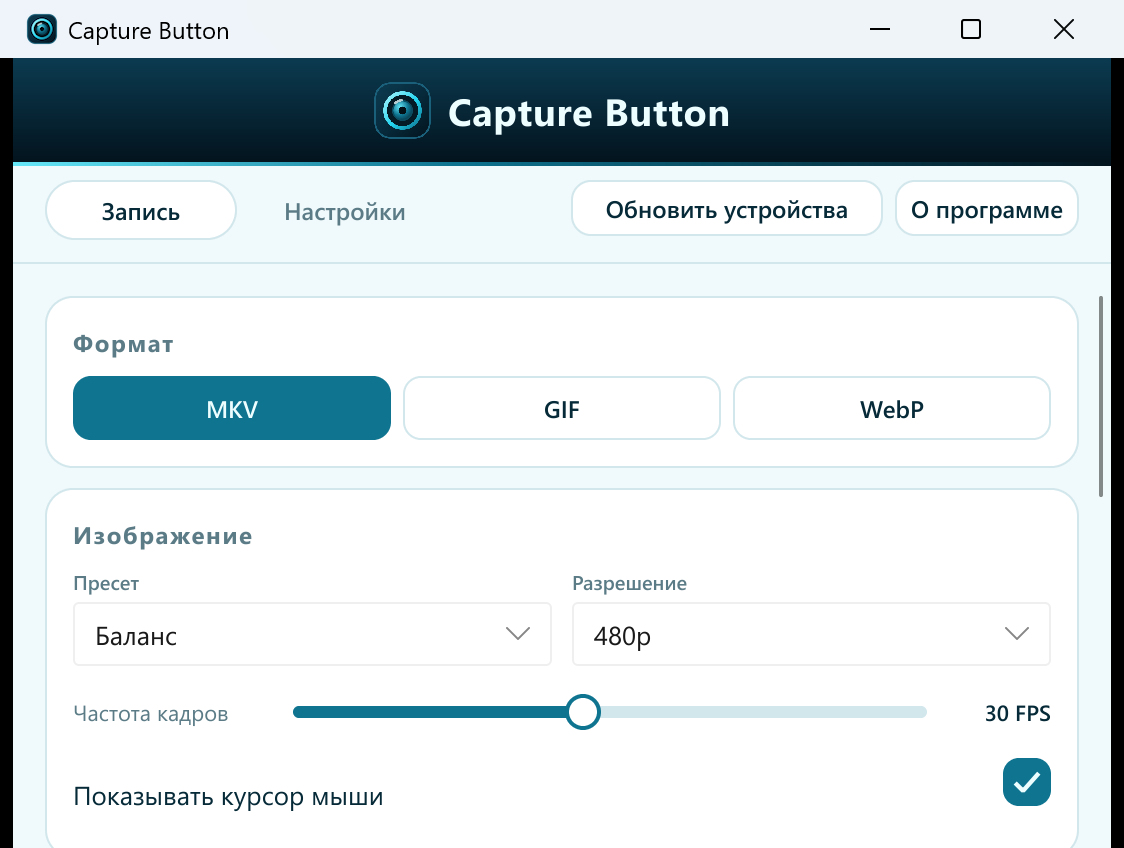 Capture Button
Capture Button
Запись
Настройки
Обновить устройства
О программе
Формат
MKV
GIF
WebP
Изображение
Пресет
Разрешение
Баланс
480p
Частота кадров
30 FPS
Показывать курсор мыши